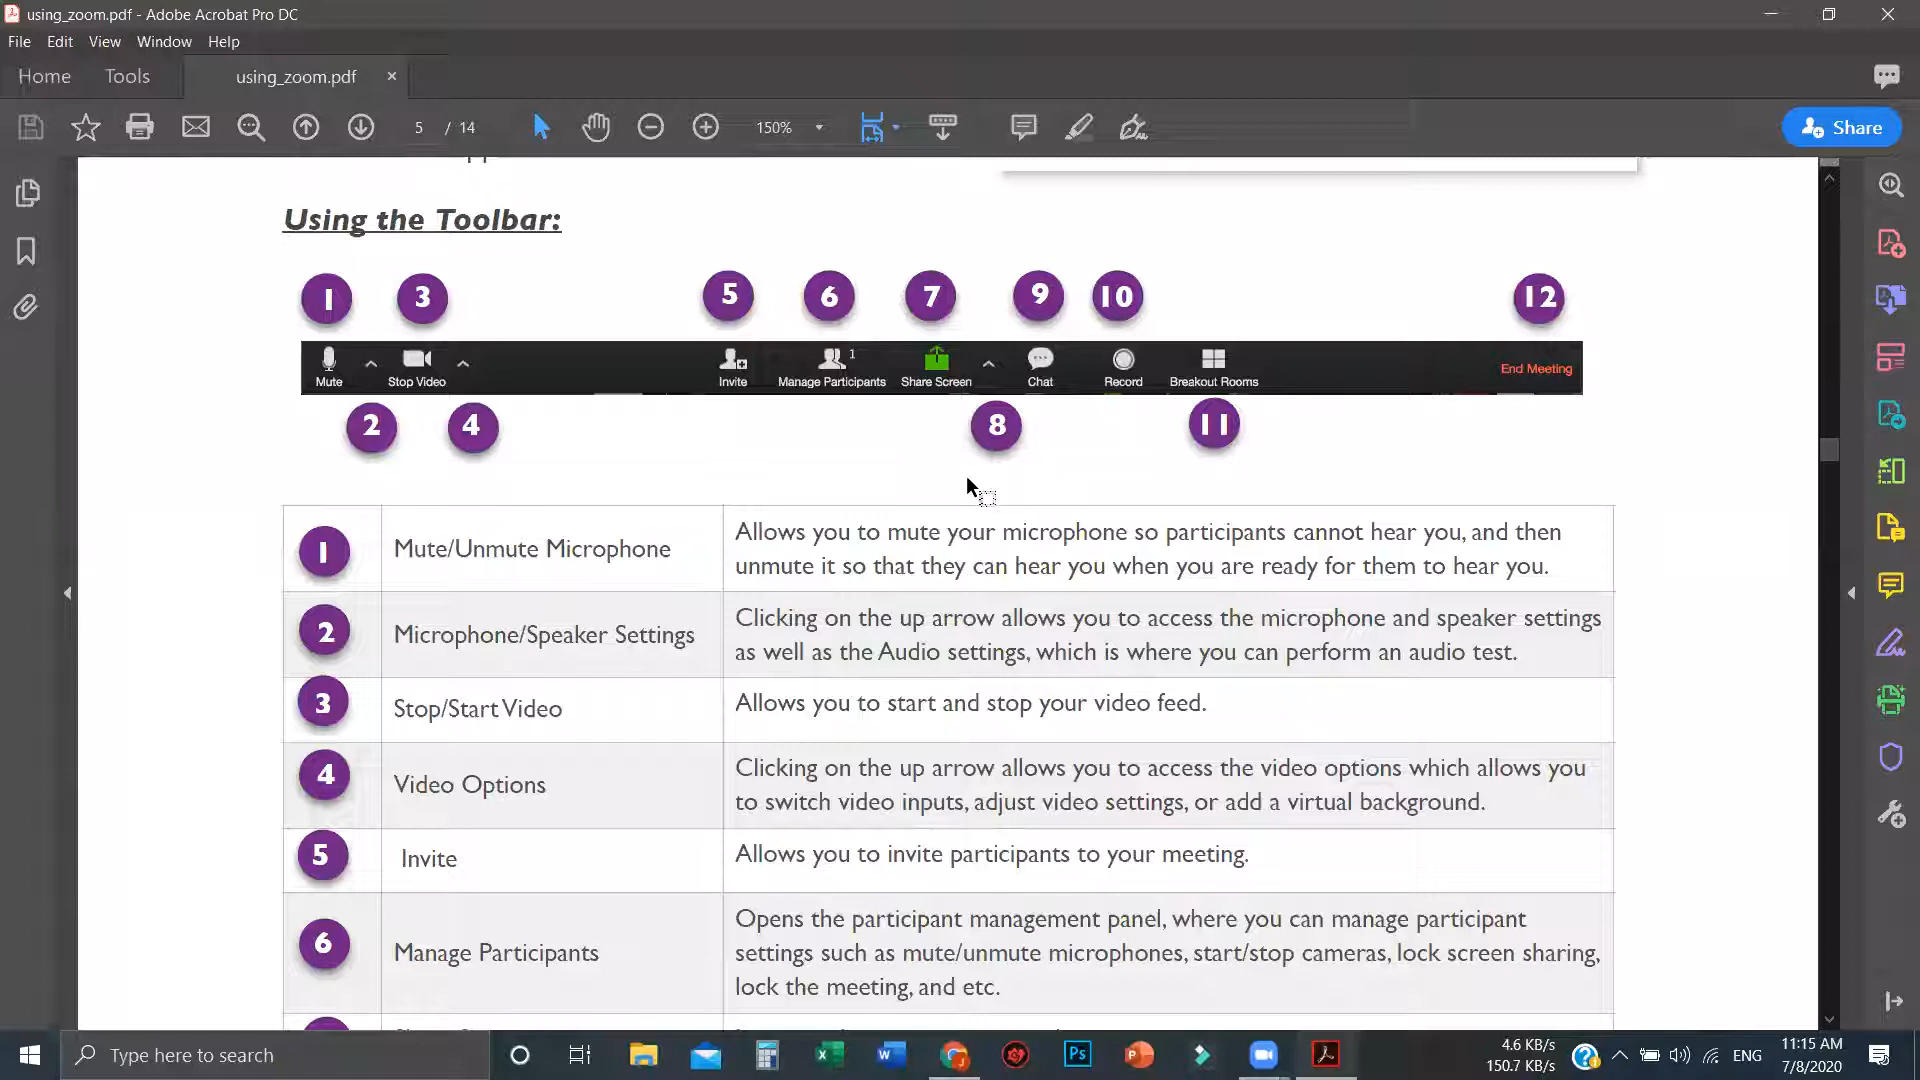 using_zoom.pdf - Adobe Acrobat Pro DC
File Edit View Window Help
Home Tools using_zoom.pdf ×
5 / 14 150% Share
Using the Toolbar:
1 3 5 6 7 9 10 12
1
Mute Stop Video Invite Manage Participants Share Screen Chat Record Breakout Rooms End Meeting
2 4 8 11
1 Mute/Unmute Microphone
Allows you to mute your microphone so participants cannot hear you, and then
unmute it so that they can hear you when you are ready for them to hear you.
2 Microphone/Speaker Settings
Clicking on the up arrow allows you to access the microphone and speaker settings
as well as the Audio settings, which is where you can perform an audio test.
3 Stop/Start Video
Allows you to start and stop your video feed.
4 Video Options
Clicking on the up arrow allows you to access the video options which allows you
to switch video inputs, adjust video settings, or add a virtual background.
5 Invite
Allows you to invite participants to your meeting.
6 Manage Participants
Opens the participant management panel, where you can manage participant
settings such as mute/unmute microphones, start/stop cameras, lock screen sharing,
lock the meeting, and etc.
Type here to search
4.6 KB/s
150.7 KB/s
ENG
11:15 AM
7/8/2020